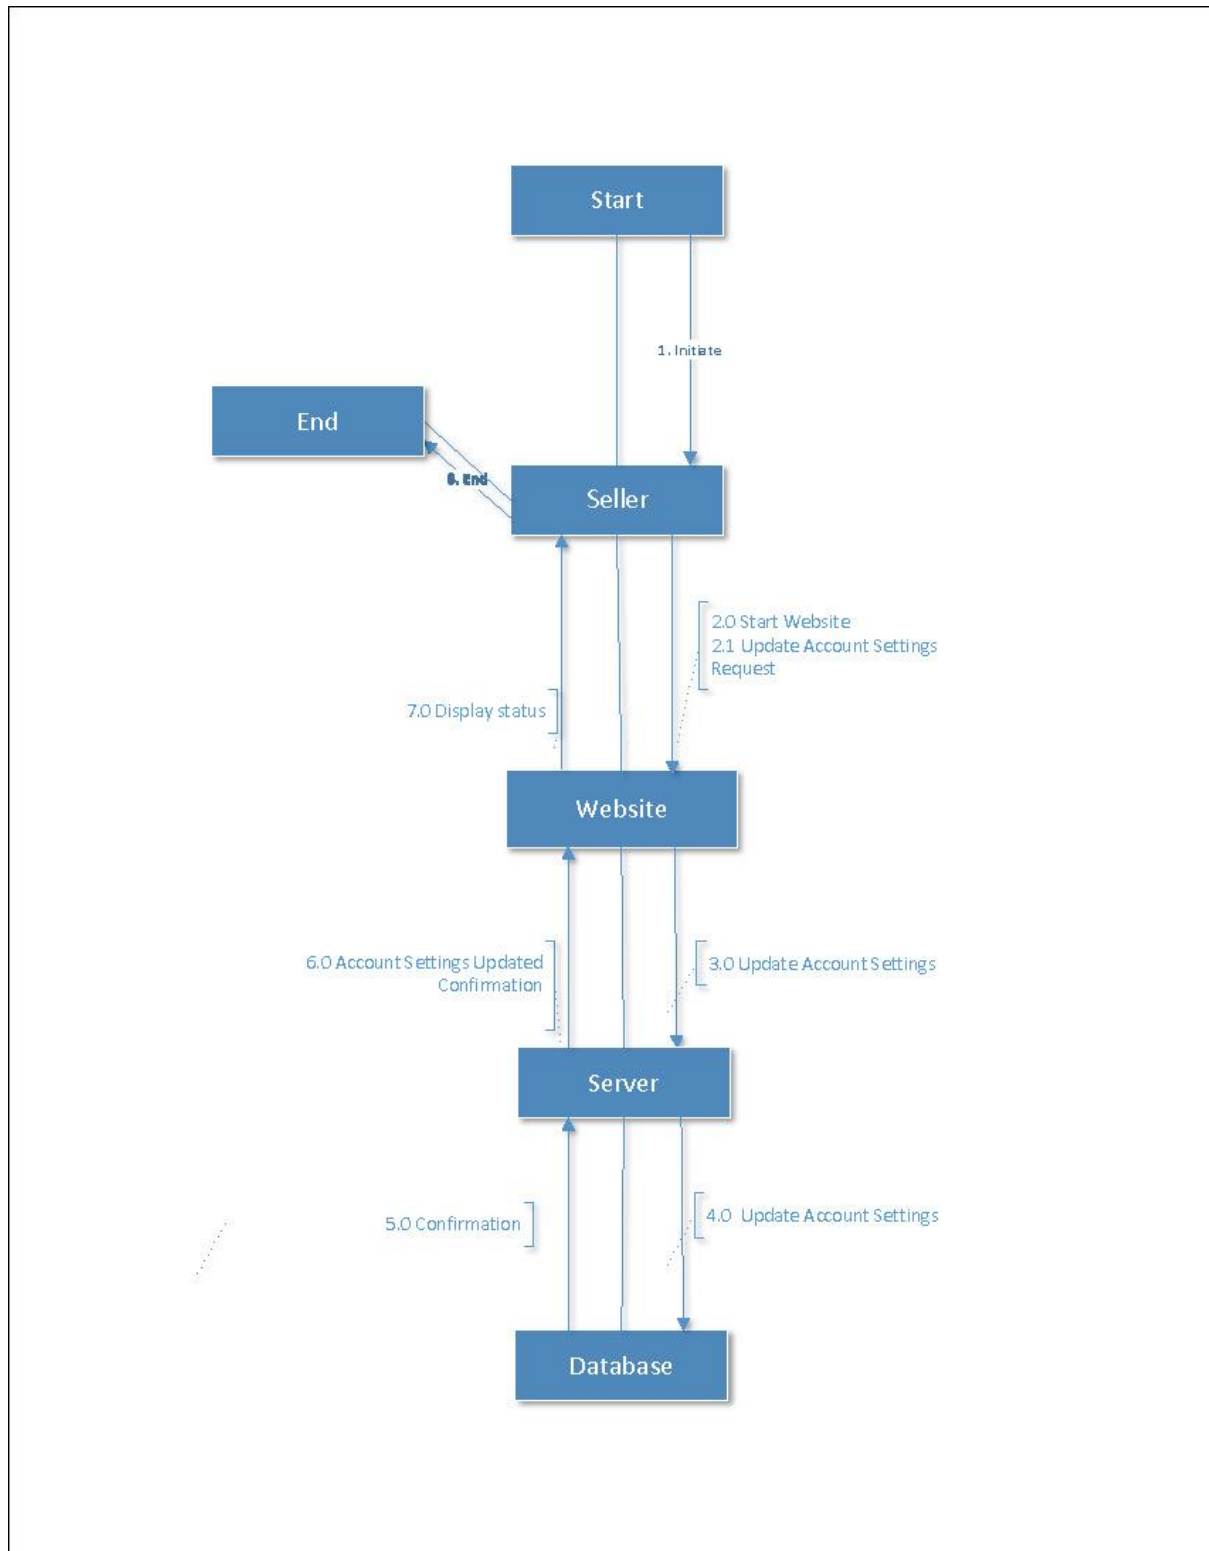 Start
1. Initiate
End
8. End
Seller
2.0 Start Website
2.1 Update Account Settings
Request
7.0 Display status
Website
6.0 Account Settings Updated
Confirmation
3.0 Update Account Settings
Server
5.0 Confirmation
4.0 Update Account Settings
Database